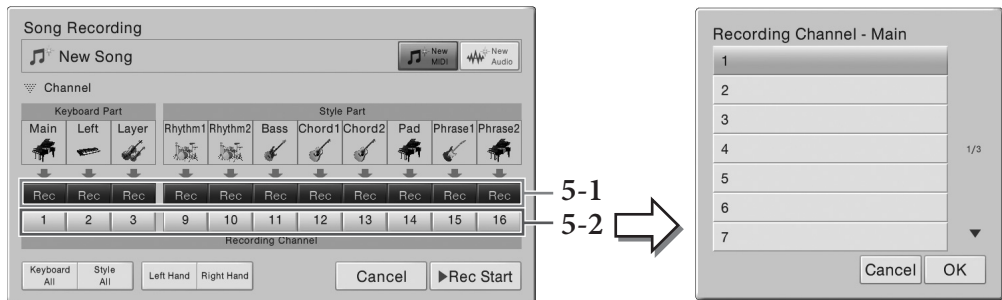 Song Recording
New Song
New MIDI
New Audio
Channel
Keyboard Part
Style Part
Main Left Layer Rhythm1 Rhythm2 Bass Chord1 Chord2 Pad Phrase1 Phrase2
Rec Rec Rec Rec Rec Rec Rec Rec Rec Rec Rec
5-1
1 2 3 9 10 11 12 13 14 15 16
5-2
Recording Channel
Keyboard All
Style All
Left Hand
Right Hand
Cancel
Rec Start
Recording Channel - Main
1
2
3
4
1/3
5
6
7
Cancel
OK